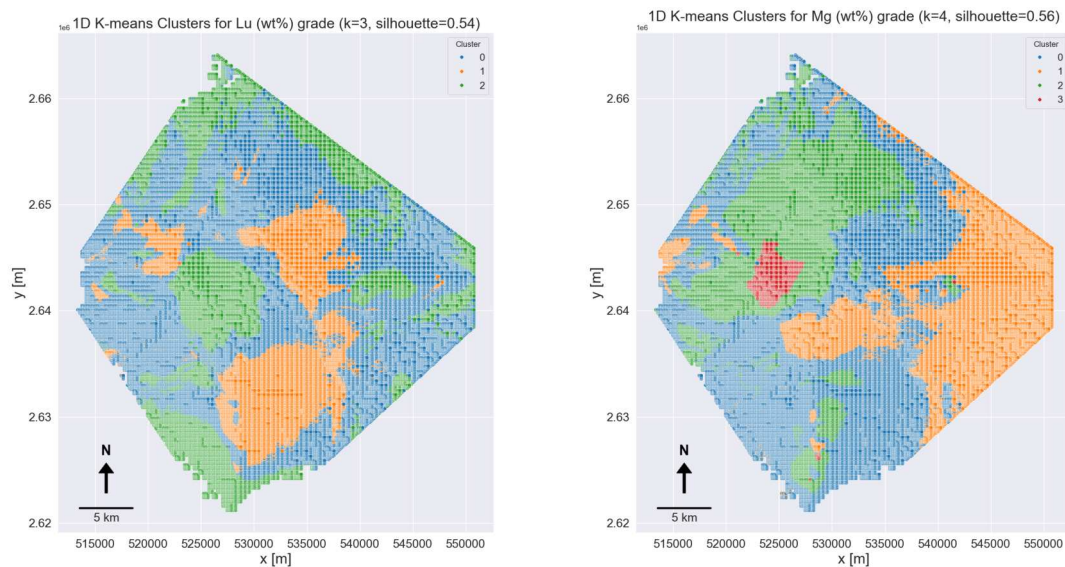 1D K-means Clusters for Lu (wt%) grade (k=3, silhouette=0.54)
1e6
Cluster
0
1
2
2.66
2.65
2.64
2.63
2.62
y [m]
N
5 km
515000 520000 525000 530000 535000 540000 545000 550000
x [m]
1D K-means Clusters for Mg (wt%) grade (k=4, silhouette=0.56)
1e6
Cluster
0
1
2
3
2.66
2.65
2.64
2.63
2.62
y [m]
N
5 km
515000 520000 525000 530000 535000 540000 545000 550000
x [m]